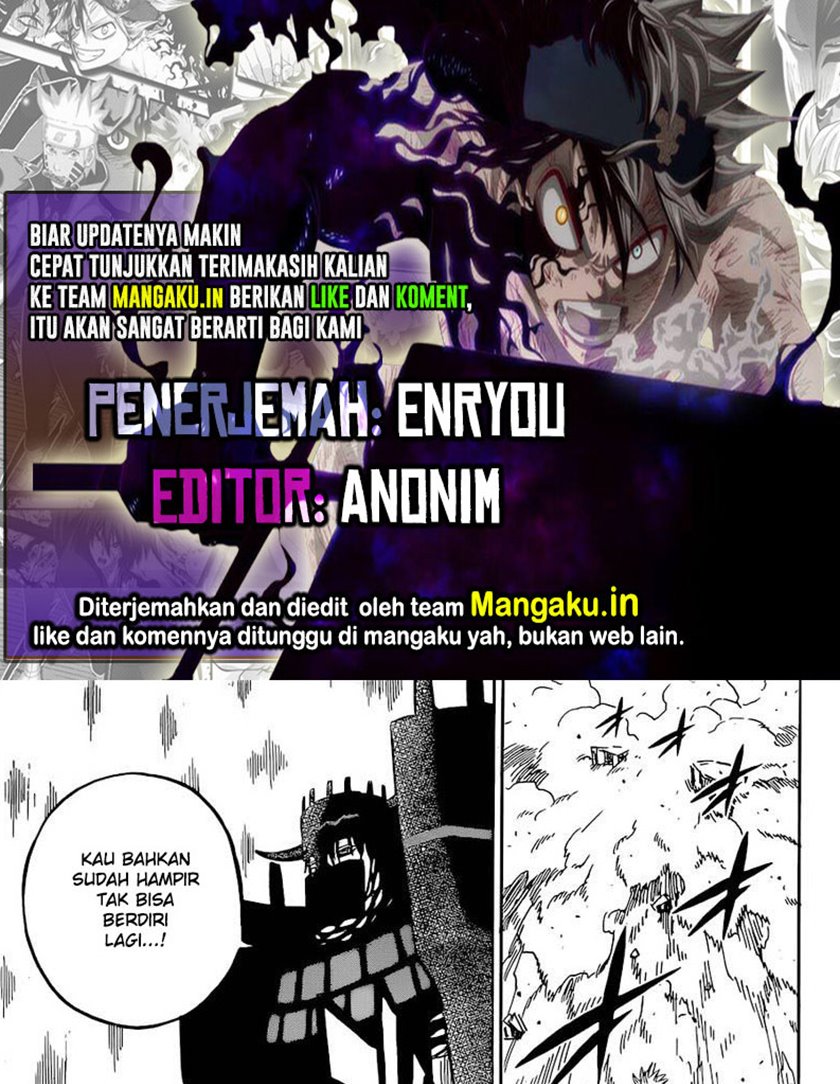 BIAR UPDATENYA MAKIN
CEPAT TUNJUKKAN TERIMAKASIH KALIAN
KE TEAM MANGAKU.IN BERIKAN LIKE DAN KOMENT,
ITU AKAN SANGAT BERARTI BAGI KAMI
PENERJEMAH: ENRYOU
EDITOR: ANONIM
Diterjemahkan dan diedit oleh team Mangaku.in
like dan komennya ditunggu di mangaku yah, bukan web lain.
KAU BAHKAN
SUDAH HAMPIR
TAK BISA
BERDIRI
LAGI...!